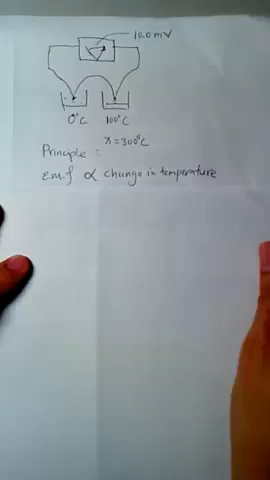 10.0 mV
0°C 100°C
x = 300°C
Principle :
e.m.f ∝ change in temperature